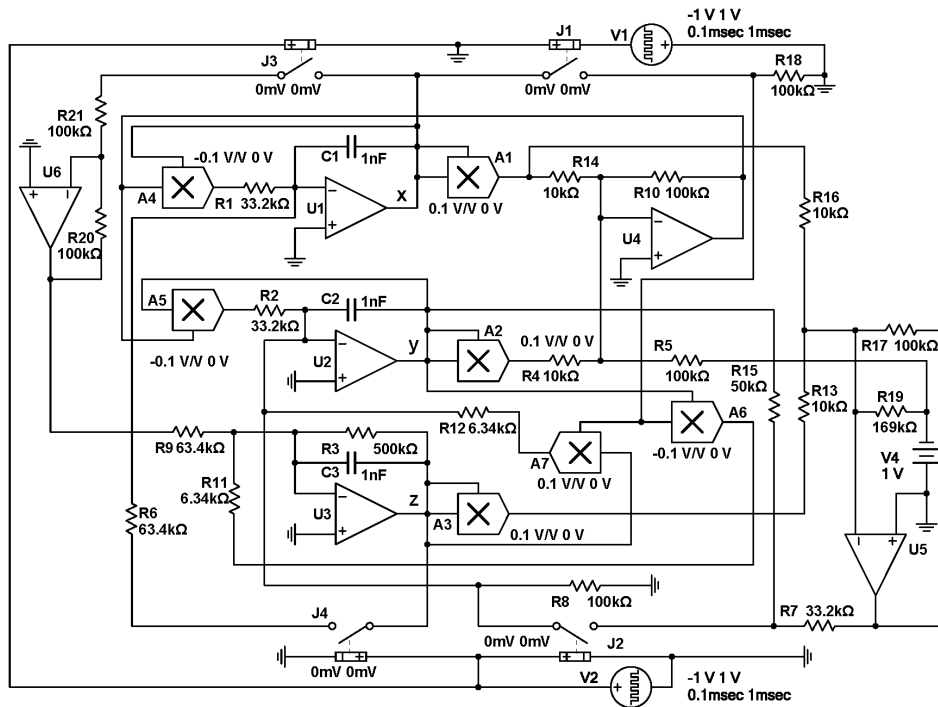 -1 V 1 V
0.1msec 1msec
V1
J1
J3
0mV 0mV
0mV 0mV
R18
100kΩ
R21
100kΩ
U6
-0.1 V/V 0 V
A4
R1 33.2kΩ
C1
1nF
U1
x
A1
0.1 V/V 0 V
R14
10kΩ
R10 100kΩ
U4
R16
10kΩ
R20
100kΩ
A5
R2
33.2kΩ
-0.1 V/V 0 V
C2
1nF
U2
y
A2
0.1 V/V 0 V
R4 10kΩ
R5
100kΩ
R15
50kΩ
R17 100kΩ
R13
10kΩ
R19
169kΩ
V4
1 V
R12 6.34kΩ
A7
0.1 V/V 0 V
A6
-0.1 V/V 0 V
R9 63.4kΩ
R11
6.34kΩ
R3
500kΩ
C3
1nF
U3
z
A3
0.1 V/V 0 V
R6
63.4kΩ
U5
R8
100kΩ
R7 33.2kΩ
J4
0mV 0mV
0mV 0mV
J2
V2
-1 V 1 V
0.1msec 1msec